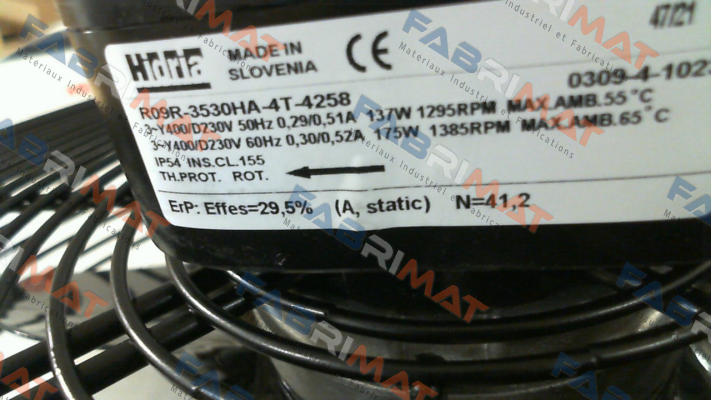 47/21
Hidria MADE IN
SLOVENIA CE
0309-4-102
R09R-3530HA-4T-4258
3~Y400/D230V 50Hz 0,29/0,51A 137W 1295RPM MAX.AMB.55°C
3~Y400/D230V 60Hz 0,30/0,52A 175W 1385RPM MAX.AMB.65°C
IP54 INS.CL.155
TH.PROT. ROT.
ErP: Effes=29,5% (A, static) N=41,2
FABRIMAT
Materiaux Industriel et Fabrications